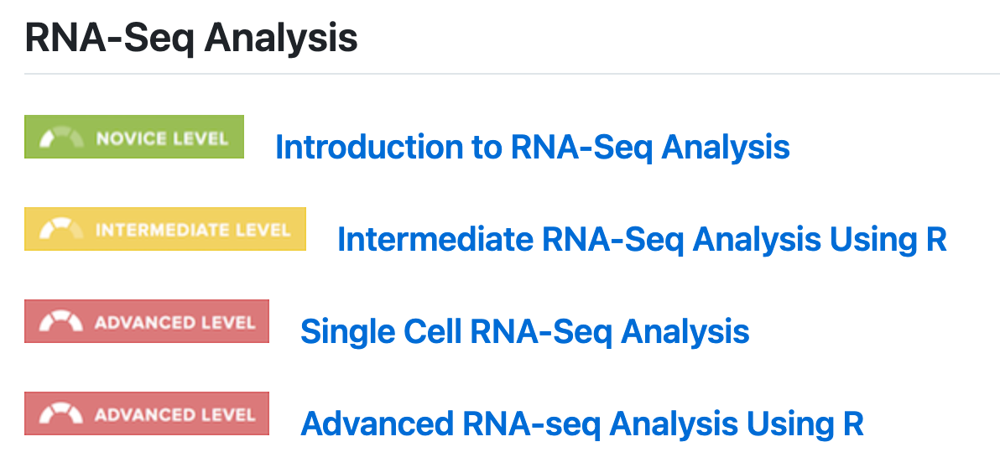 RNA-Seq Analysis
NOVICE LEVEL Introduction to RNA-Seq Analysis
INTERMEDIATE LEVEL Intermediate RNA-Seq Analysis Using R
ADVANCED LEVEL Single Cell RNA-Seq Analysis
ADVANCED LEVEL Advanced RNA-seq Analysis Using R